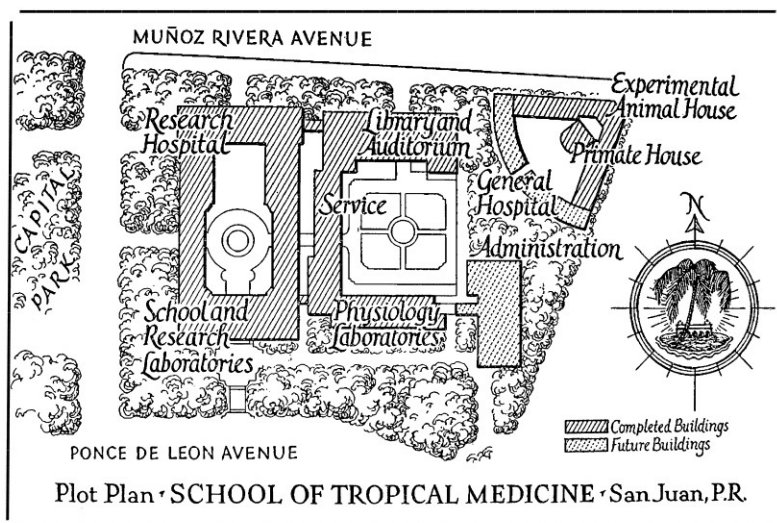 MUÑOZ RIVERA AVENUE
Experimental
Animal House
Research
Hospital
Library and
Auditorium
Primate House
CAPITAL
PARK
Service
General
Hospital
N
Administration
School and
Research
Laboratories
Physiology
Laboratories
Completed Buildings
Future Buildings
PONCE DE LEON AVENUE
Plot Plan · SCHOOL OF TROPICAL MEDICINE · San Juan, P.R.